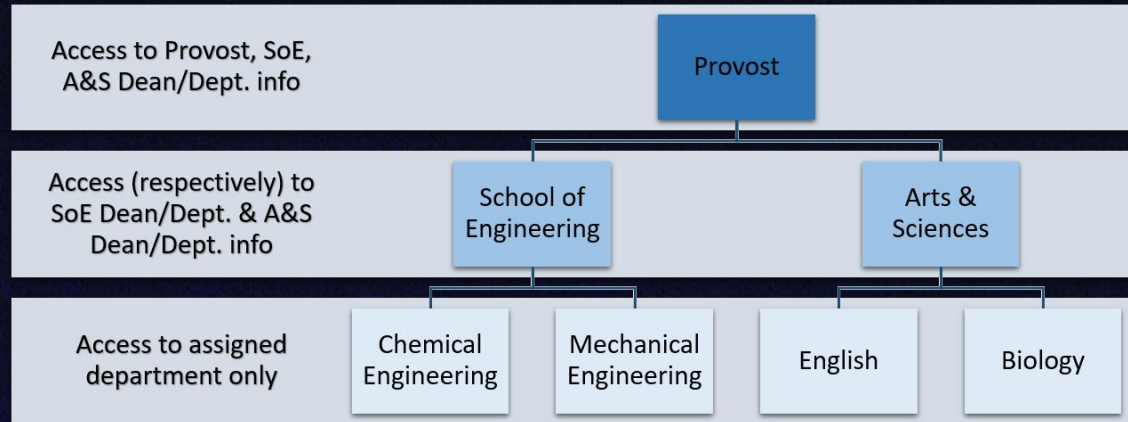 Access to Provost, SoE,
A&S Dean/Dept. info
Provost
Access (respectively) to
SoE Dean/Dept. & A&S
Dean/Dept. info
School of
Engineering
Arts &
Sciences
Access to assigned
department only
Chemical
Engineering
Mechanical
Engineering
English
Biology